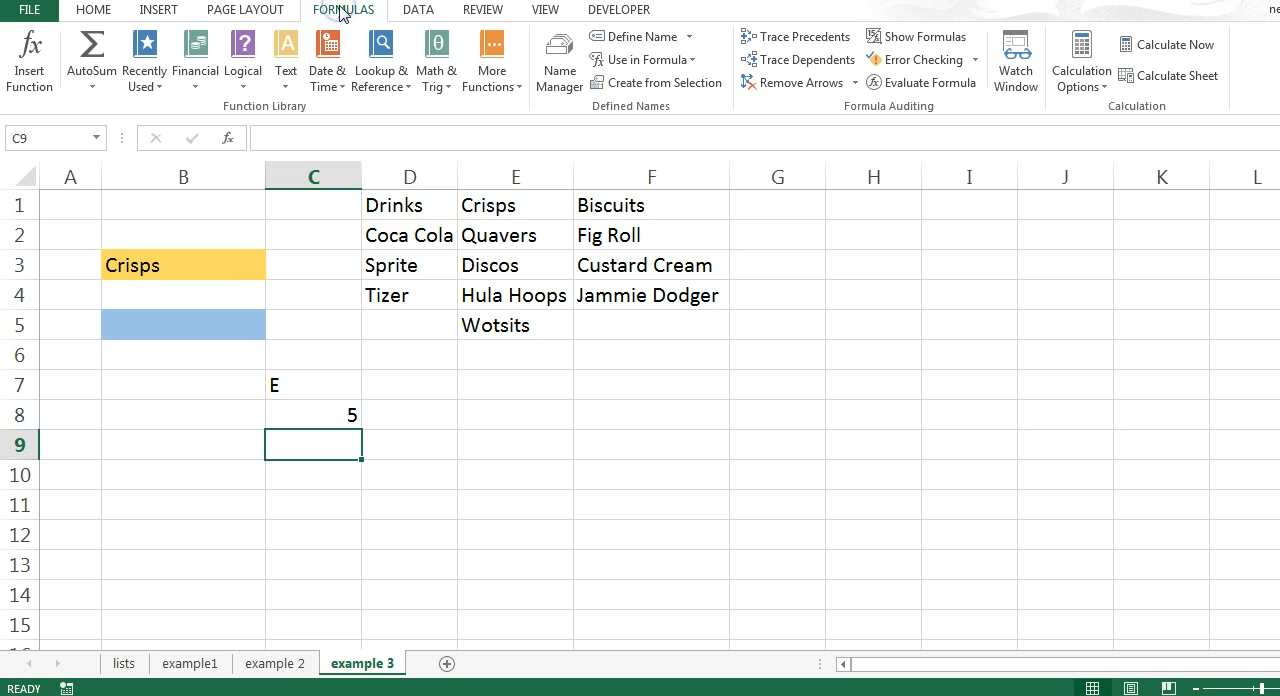 FILE HOME INSERT PAGE LAYOUT FORMULAS DATA REVIEW VIEW DEVELOPER ne
fx Insert Function
Σ AutoSum
Recently Used
Financial
? Logical
A Text
Date & Time
Lookup & Reference
θ Math & Trig
More Functions
Function Library
Name Manager
Define Name
Use in Formula
Create from Selection
Defined Names
Trace Precedents
Trace Dependents
Remove Arrows
Show Formulas
Error Checking
Evaluate Formula
Formula Auditing
Watch Window
Calculation Options
Calculate Now
Calculate Sheet
Calculation
C9 fx
A B C D E F G H I J K L
1 Drinks Crisps Biscuits
2 Coca Cola Quavers Fig Roll
3 Crisps Sprite Discos Custard Cream
4 Tizer Hula Hoops Jammie Dodger
5 Wotsits
6
7 E
8 5
9
10
11
12
13
14
15
lists example1 example 2 example 3
READY